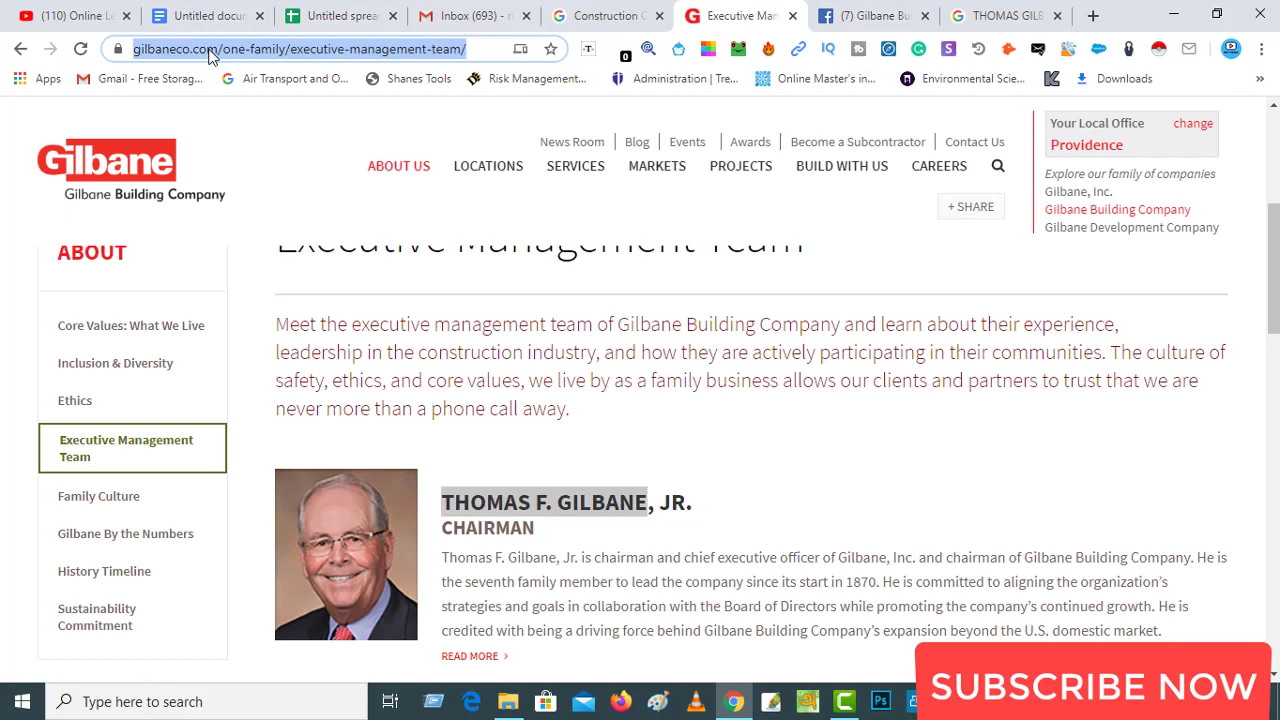 (110) Online Le
Untitled docur
Untitled sprea
Inbox (693) - r
Construction C
Executive Man
f Gilbane Buildin
THOMAS GILB
gilbaneco.com/one-family/executive-management-team/
0
Apps
Gmail - Free Storag...
Air Transport and O...
Shanes Tools
Risk Management...
Administration | Tre...
Online Master's in...
Environmental Scie...
Downloads
Gilbane
Gilbane Building Company
News Room
Blog
Events
Awards
Become a Subcontractor
Contact Us
ABOUT US
LOCATIONS
SERVICES
MARKETS
PROJECTS
BUILD WITH US
CAREERS
+ SHARE
Your Local Office
change
Providence
Explore our family of companies
Gilbane, Inc.
Gilbane Building Company
Gilbane Development Company
ABOUT
Core Values: What We Live
Inclusion & Diversity
Ethics
Executive Management
Team
Family Culture
Gilbane By the Numbers
History Timeline
Sustainability
Commitment
Executive Management Team
Meet the executive management team of Gilbane Building Company and learn about their experience,
leadership in the construction industry, and how they are actively participating in their communities. The culture of
safety, ethics, and core values, we live by as a family business allows our clients and partners to trust that we are
never more than a phone call away.
THOMAS F. GILBANE, JR.
CHAIRMAN
Thomas F. Gilbane, Jr. is chairman and chief executive officer of Gilbane, Inc. and chairman of Gilbane Building Company. He is
the seventh family member to lead the company since its start in 1870. He is committed to aligning the organization's
strategies and goals in collaboration with the Board of Directors while promoting the company's continued growth. He is
credited with being a driving force behind Gilbane Building Company's expansion beyond the U.S. domestic market.
READ MORE >
SUBSCRIBE NOW
Type here to search